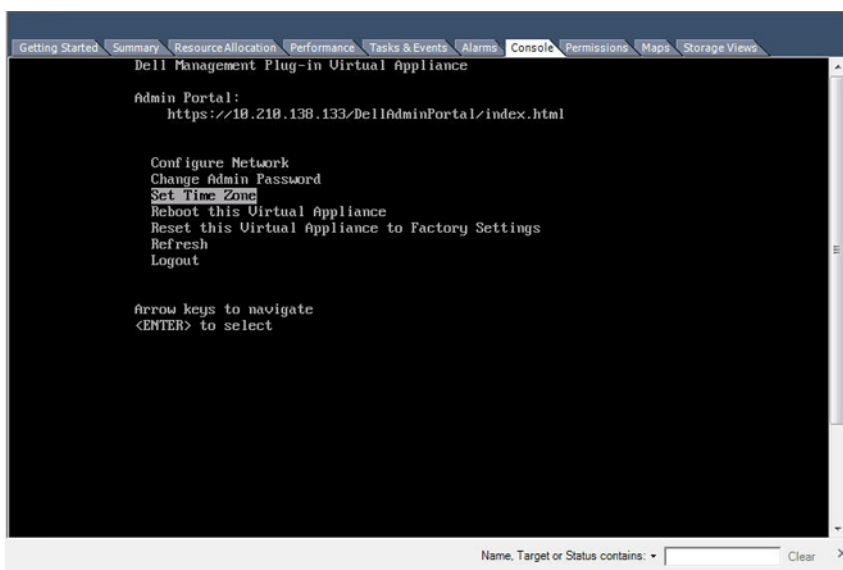 Getting Started Summary Resource Allocation Performance Tasks & Events Alarms Console Permissions Maps Storage Views
Dell Management Plug-in Virtual Appliance
Admin Portal:
https://10.210.138.133/DellAdminPortal/index.html
Configure Network
Change Admin Password
Set Time Zone
Reboot this Virtual Appliance
Reset this Virtual Appliance to Factory Settings
Refresh
Logout
Arrow keys to navigate
<ENTER> to select
Name, Target or Status contains:
Clear